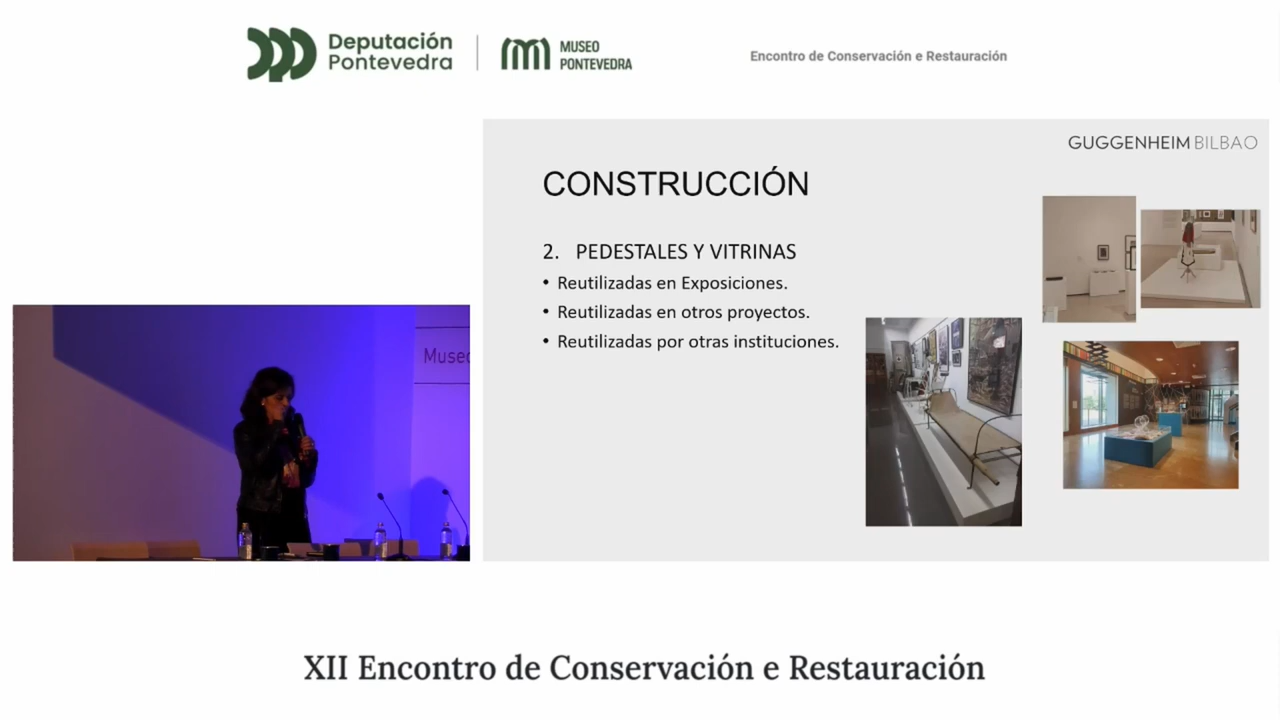 Deputación
Pontevedra
MUSEO
PONTEVEDRA
Encontro de Conservación e Restauración
GUGGENHEIM BILBAO
CONSTRUCCIÓN
2. PEDESTALES Y VITRINAS
• Reutilizadas en Exposiciones.
• Reutilizadas en otros proyectos.
• Reutilizadas por otras instituciones.
Museo
XII Encontro de Conservación e Restauración